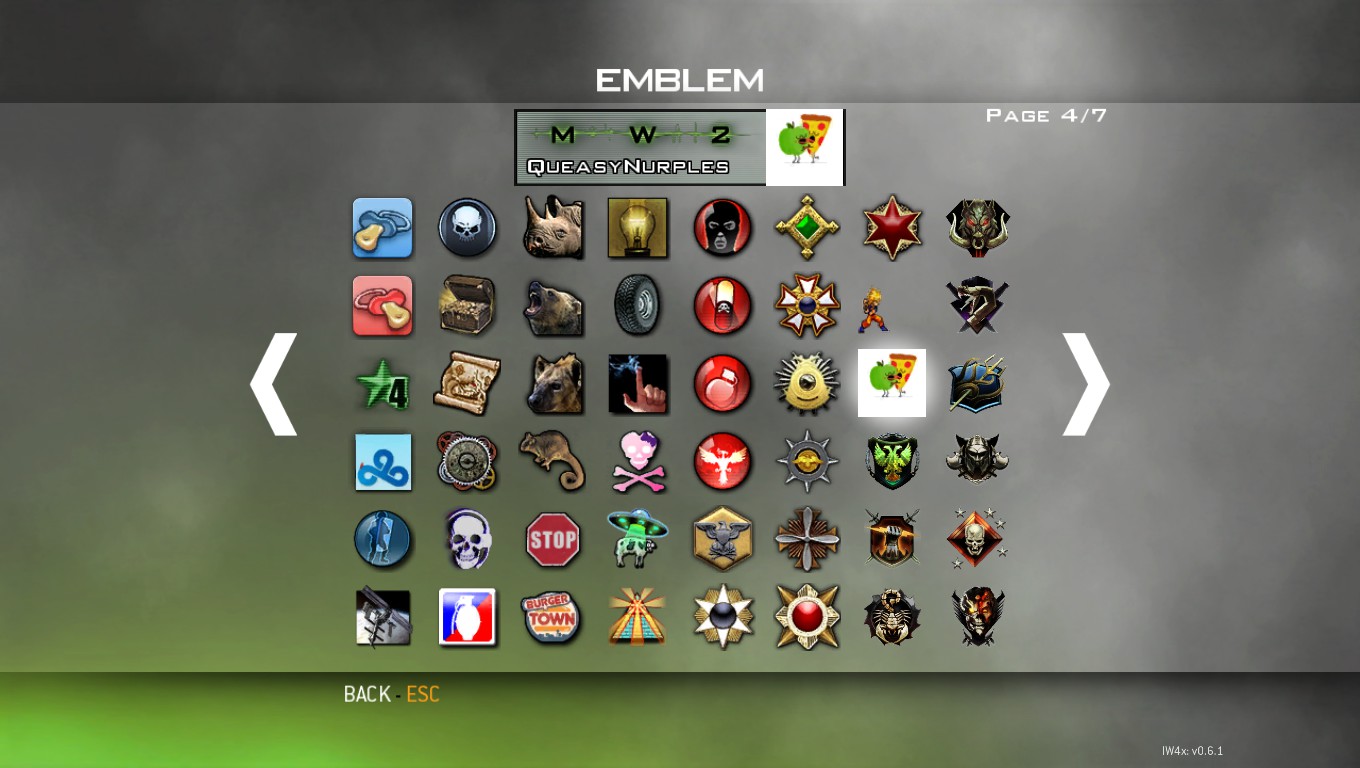 EMBLEM
Page 4/7
M W 2
QueasyNurples
4
STOP
BURGER
TOWN
BACK - ESC
IW4x: v0.6.1